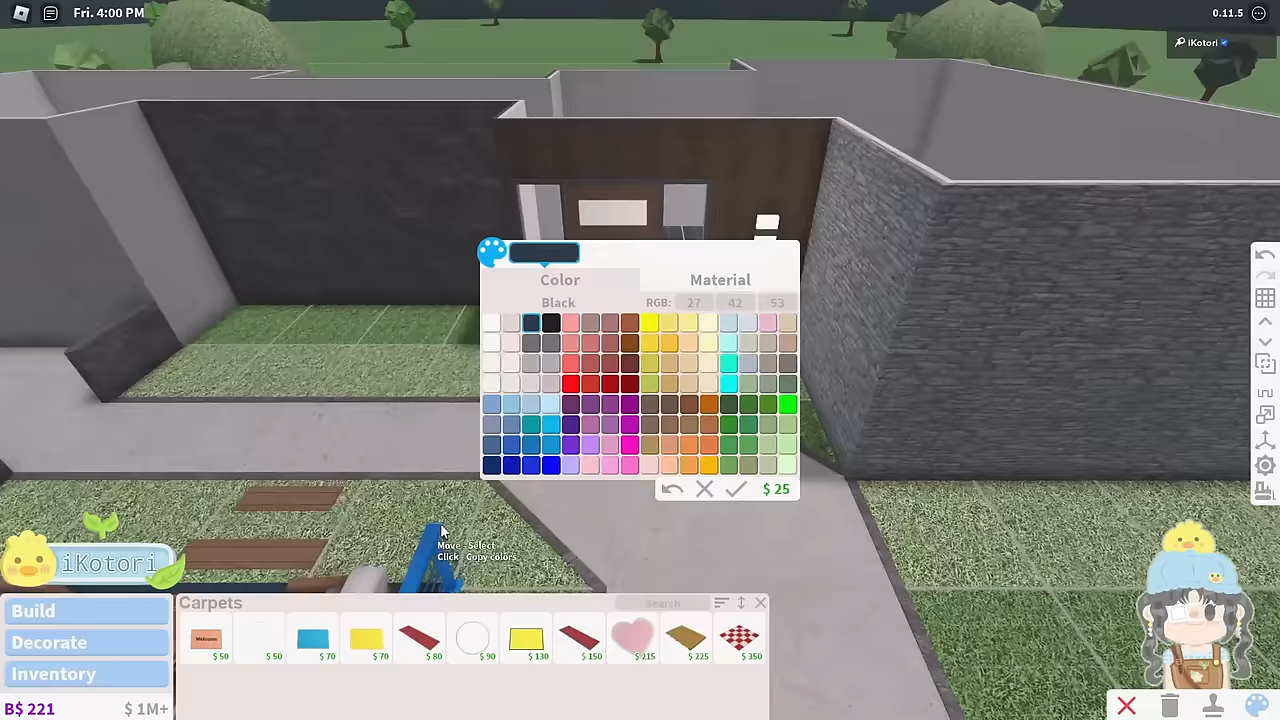 Fri. 4:00 PM
0.11.5
iKotori
Color
Material
Black
RGB: 27 42 53
$ 25
Move - Select
Click - Copy colors
iKotori
Build
Decorate
Inventory
B$ 221
$ 1M+
Carpets
Search
Welcome
$ 50
$ 50
$ 70
$ 70
$ 80
$ 90
$ 130
$ 150
$ 215
$ 225
$ 350